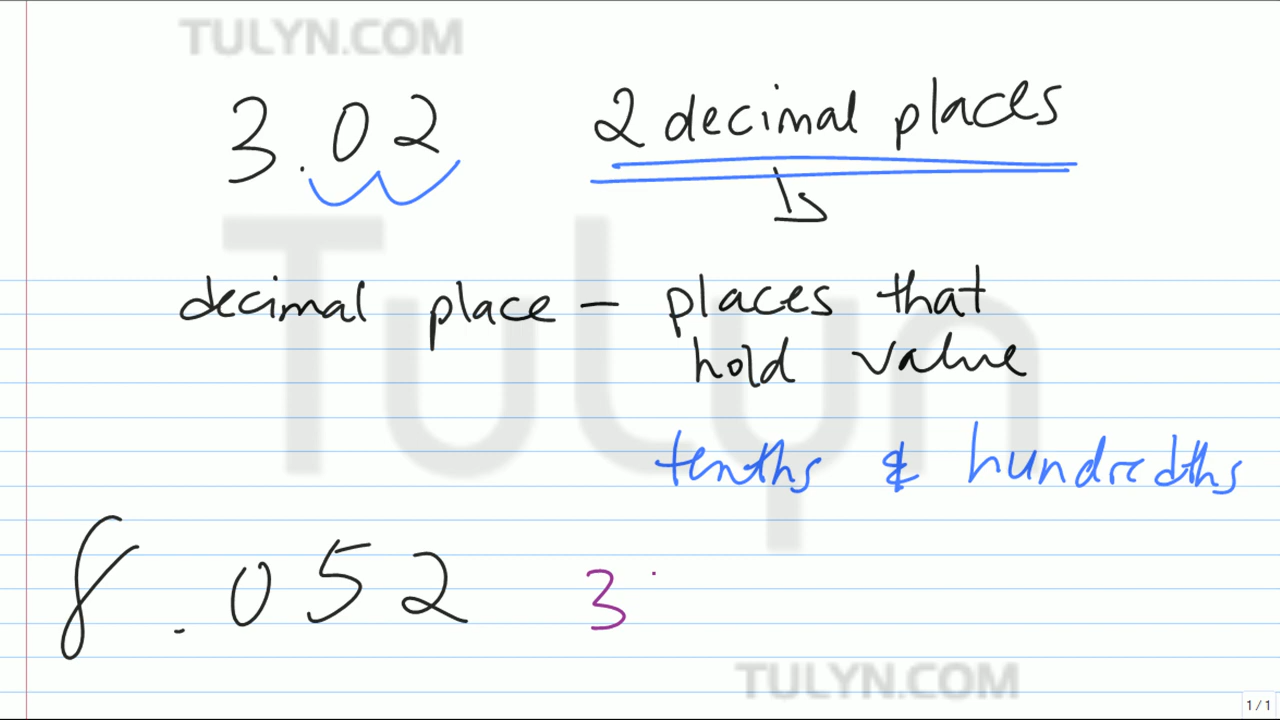 TULYN.COM
3.02 2 decimal places
decimal place – places that
hold value
TuLyn
tenths & hundredths
8.052 3
TULYN.COM
1 / 1